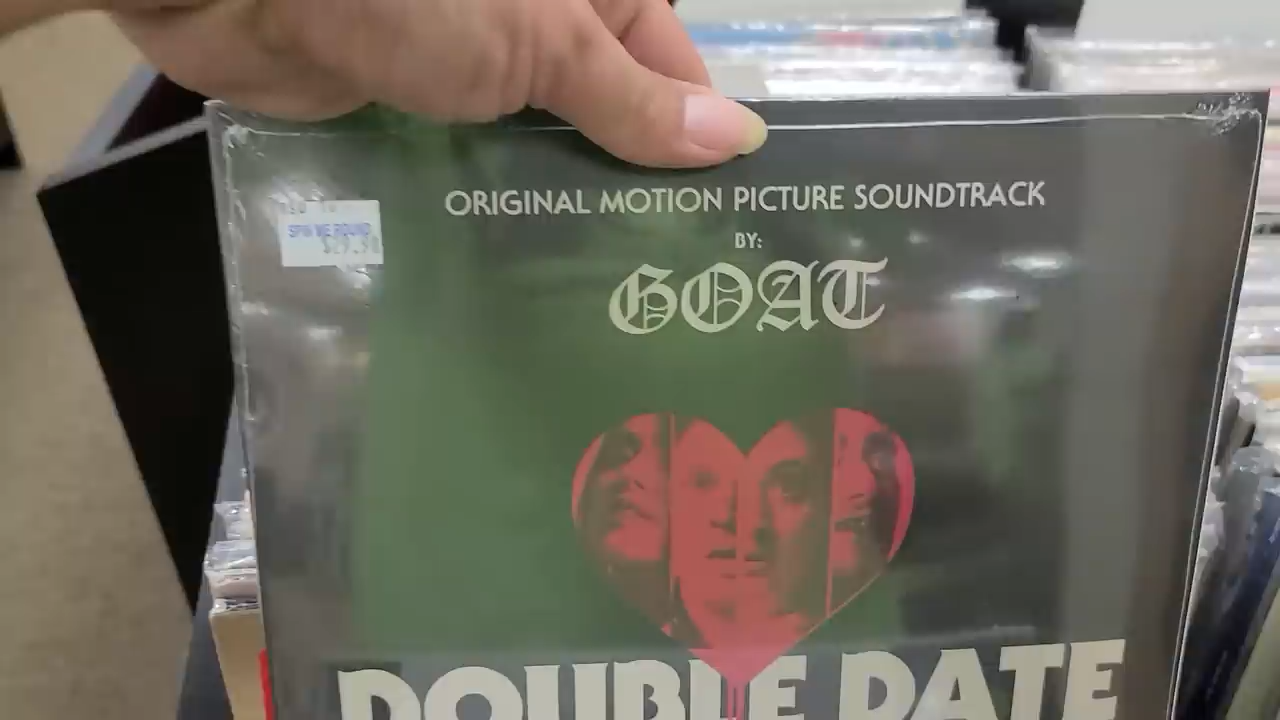 ORIGINAL MOTION PICTURE SOUNDTRACK
BY:
GOAT
SPIN ME ROUND
DOUBLE DATE